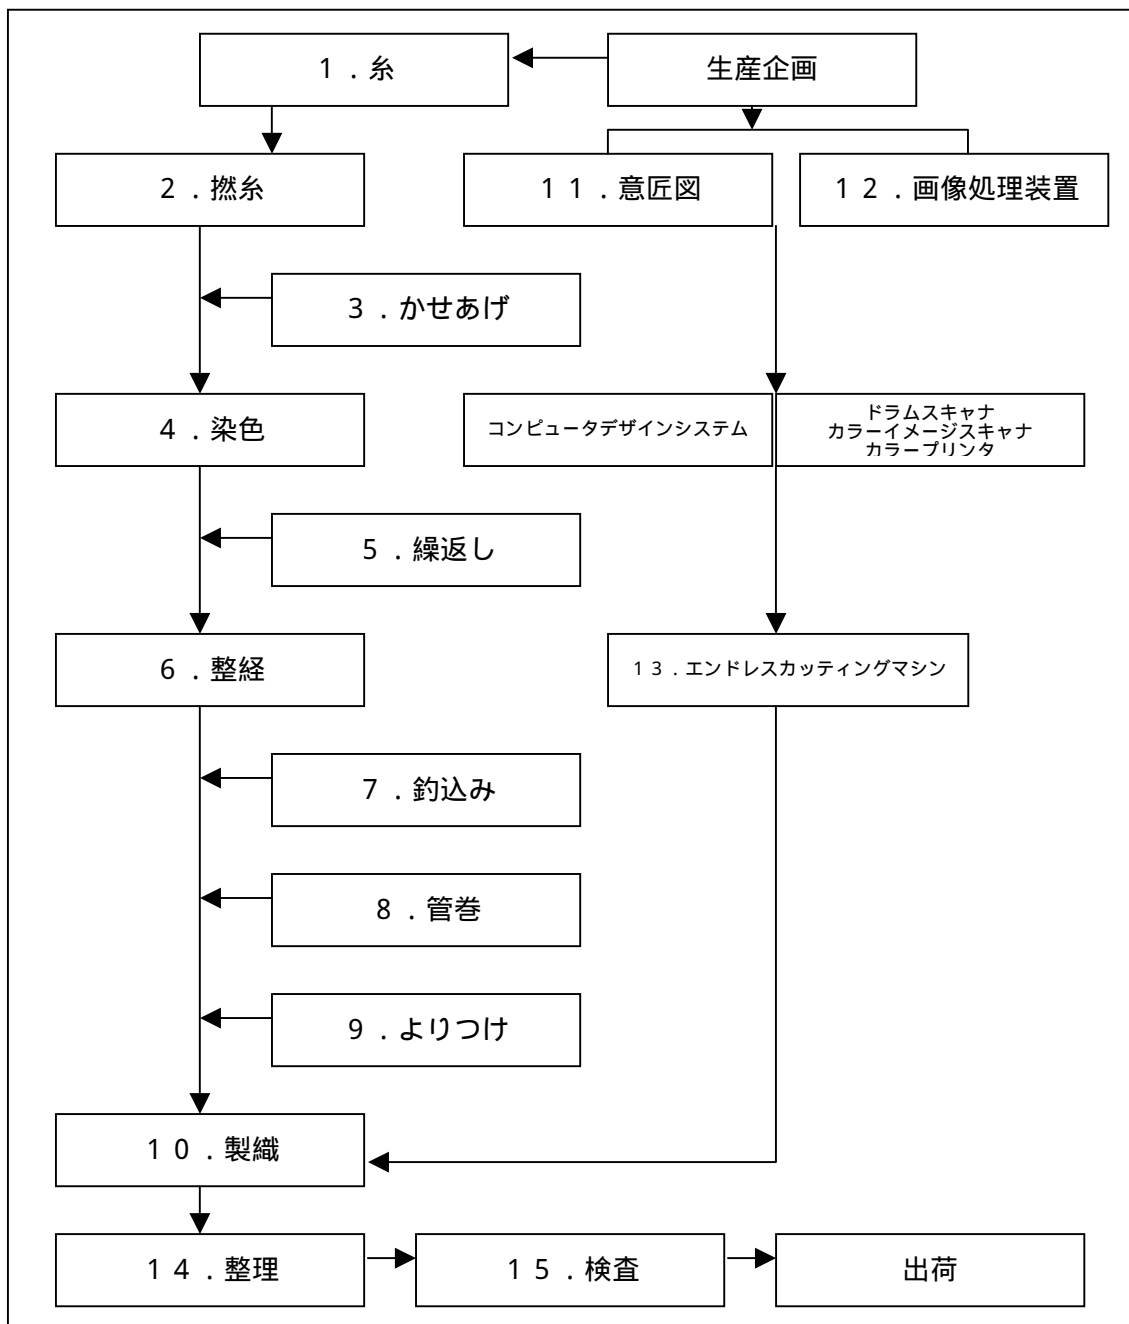 １．糸
生産企画
２．撚糸
１１．意匠図
１２．画像処理装置
３．かせあげ
４．染色
コンピュータデザインシステム
ドラムスキャナ
カラーイメージスキャナ
カラープリンタ
５．繰返し
６．整経
１３．エンドレスカッティングマシン
７．釣込み
８．管巻
９．よりつけ
１０．製織
１４．整理
１５．検査
出荷